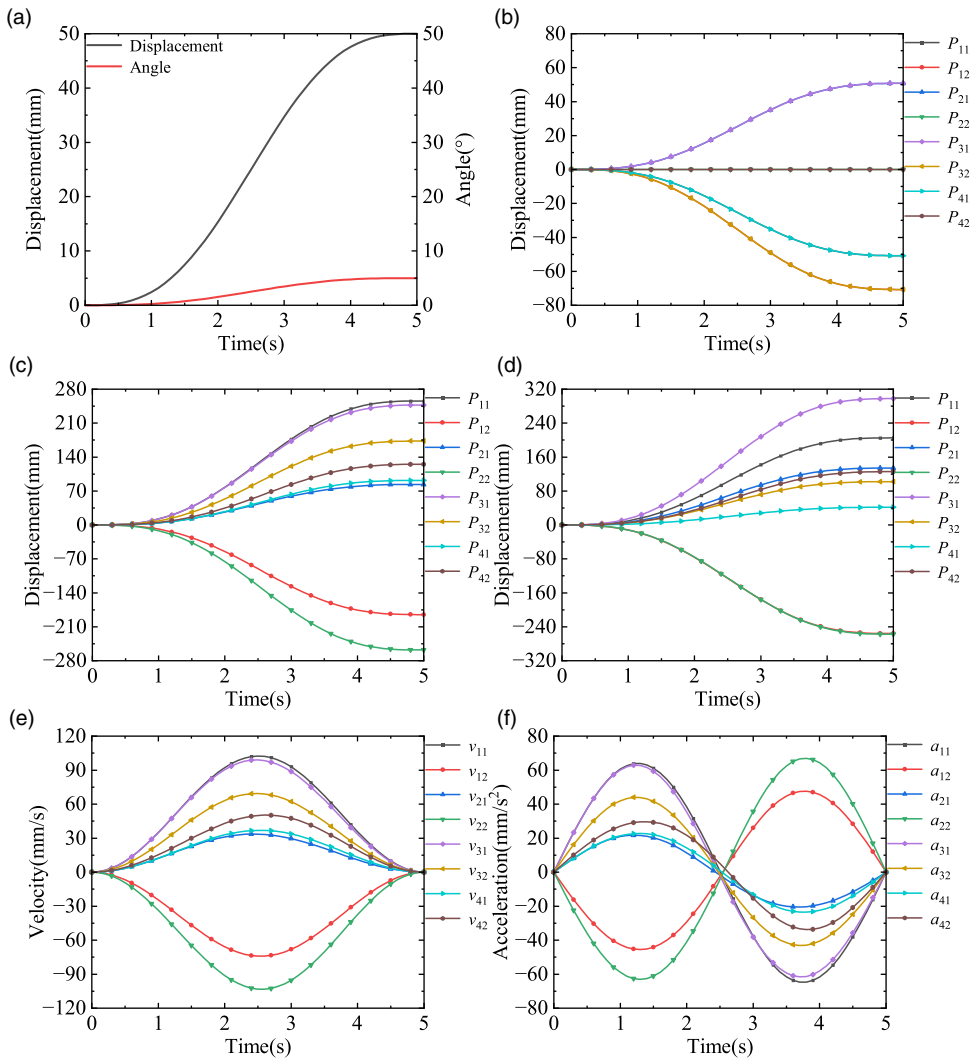 (a)
50
40
30
20
10
0
Displacement(mm)
Displacement
Angle
50
40
30
20
10
0
Angle(°)
0 1 2 3 4 5
Time(s)
(b)
80
60
40
20
0
−20
−40
−60
−80
Displacement(mm)
0 1 2 3 4 5
Time(s)
P11
P12
P21
P22
P31
P32
P41
P42
(c)
280
210
140
70
0
−70
−140
−210
−280
Displacement(mm)
0 1 2 3 4 5
Time(s)
P11
P12
P21
P22
P31
P32
P41
P42
(d)
320
240
160
80
0
−80
−160
−240
−320
Displacement(mm)
0 1 2 3 4 5
Time(s)
P11
P12
P21
P22
P31
P32
P41
P42
(e)
120
90
60
30
0
−30
−60
−90
−120
Velocity(mm/s)
0 1 2 3 4 5
Time(s)
v11
v12
v21
v22
v31
v32
v41
v42
(f)
80
60
40
20
0
−20
−40
−60
−80
Acceleration(mm/s²)
0 1 2 3 4 5
Time(s)
a11
a12
a21
a22
a31
a32
a41
a42